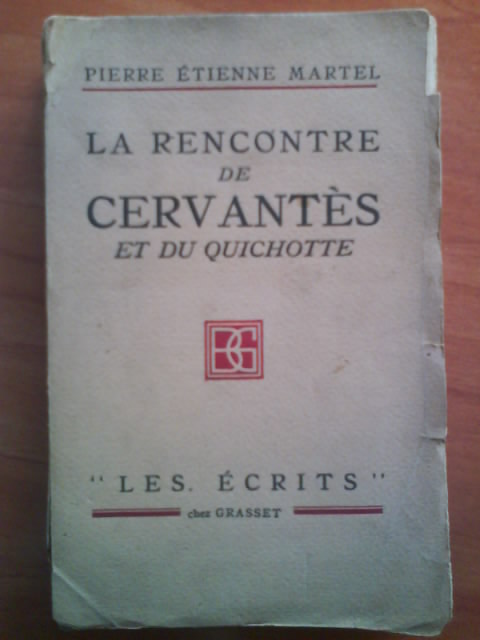 PIERRE ÉTIENNE MARTEL
LA RENCONTRE
DE
CERVANTÈS
ET DU QUICHOTTE
BG
" LES ÉCRITS "
chez GRASSET